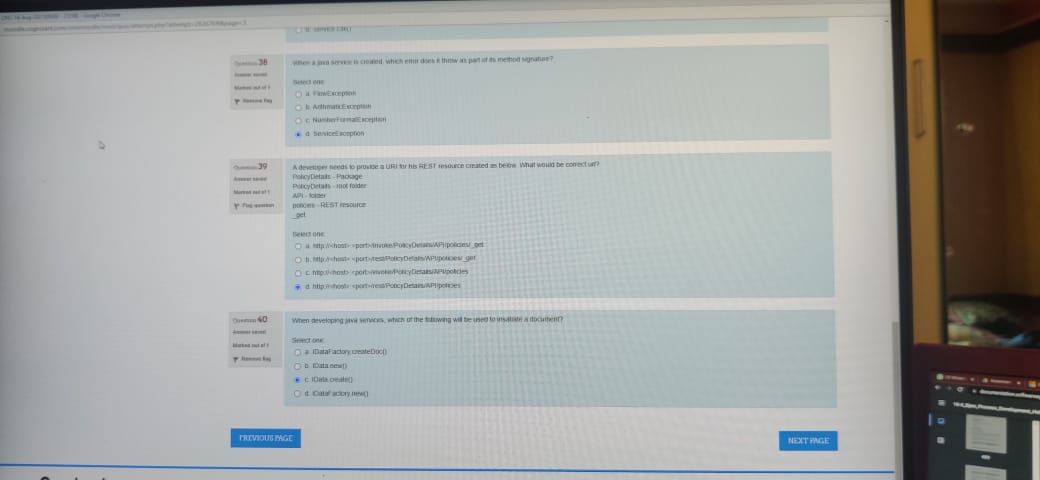 Question 38
Answer saved
Marked out of 1
Remove flag
When a java service is created, which error does it throw as part of its method signature?
Select one:
a. FlowException
b. ArithmaticException
c. NumberFormatException
d. ServiceException
Question 39
Answer saved
Marked out of 1
Flag question
A developer needs to provide a URI for his REST resource created as below. What would be correct url?
PolicyDetails - Package
PolicyDetails - root folder
API - folder
policies - REST resource
_get
Select one:
a. http://<host>:<port>/invoke/PolicyDetails/API/policies/_get
b. http://<host>:<port>/rest/PolicyDetails/API/policies/_get
c. http://<host>:<port>/invoke/PolicyDetails/API/policies
d. http://<host>:<port>/rest/PolicyDetails/API/policies
Question 40
Answer saved
Marked out of 1
Remove flag
When developing java services, which of the following will be used to insatiate a document?
Select one:
a. IDataFactory.createDoc()
b. IData.new()
c. IData.create()
d. IDataFactory.new()
PREVIOUS PAGE
NEXT PAGE